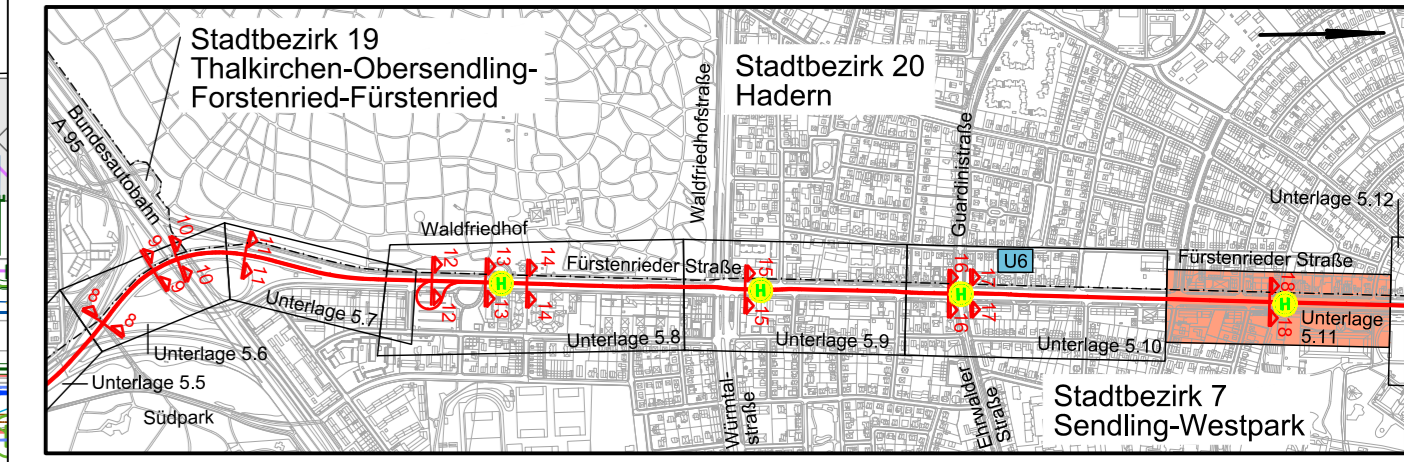 Stadtbezirk 19
Thalkirchen-Obersendling-
Forstenried-Fürstenried
Stadtbezirk 20
Hadern
Bundesautobahn
A 95
Waldfriedhofstraße
Guardinistraße
Unterlage 5.12
Waldfriedhof
Fürstenrieder Straße
U6
Fürstenrieder Straße
8
8
9
9
10
10
11
11
12
12
13
13
H
14
14
15
15
H
16
16
H
17
17
18
18
H
Unterlage 5.7
Unterlage 5.6
Unterlage 5.5
Südpark
Unterlage 5.8
Unterlage 5.9
Unterlage 5.10
Unterlage
5.11
Würmtal-
straße
Ehrwalder
Straße
Stadtbezirk 7
Sendling-Westpark